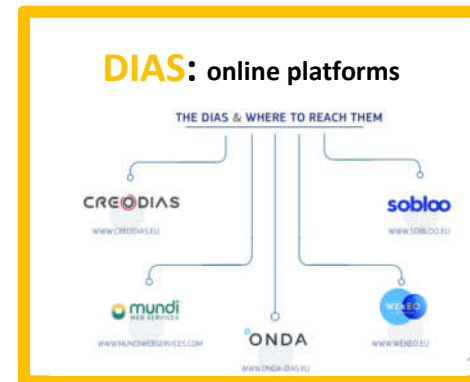 DIAS: online platforms
THE DIAS & WHERE TO REACH THEM
CREODIAS
WWW.CREODIAS.EU
sobloo
WWW.SOBLOO.EU
mundi
WEB SERVICES
WWW.MUNDIWEBSERVICES.COM
ONDA
WWW.ONDA-DIAS.EU
WEkEO
WWW.WEKEO.EU